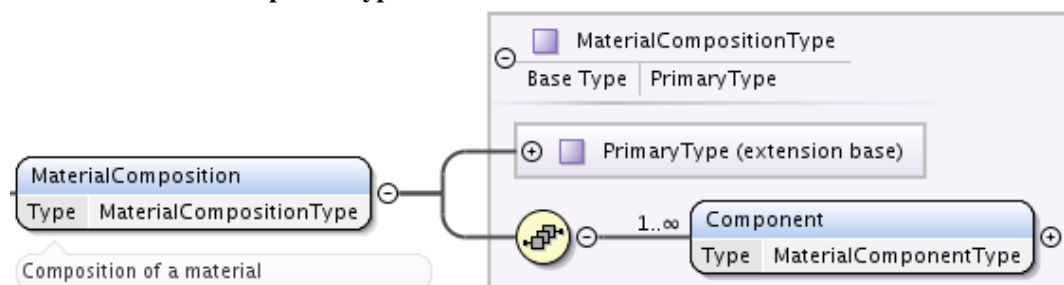 MaterialCompositionType
Base Type PrimaryType
PrimaryType (extension base)
MaterialComposition
Type MaterialCompositionType
Composition of a material
1..∞
Component
Type MaterialComponentType